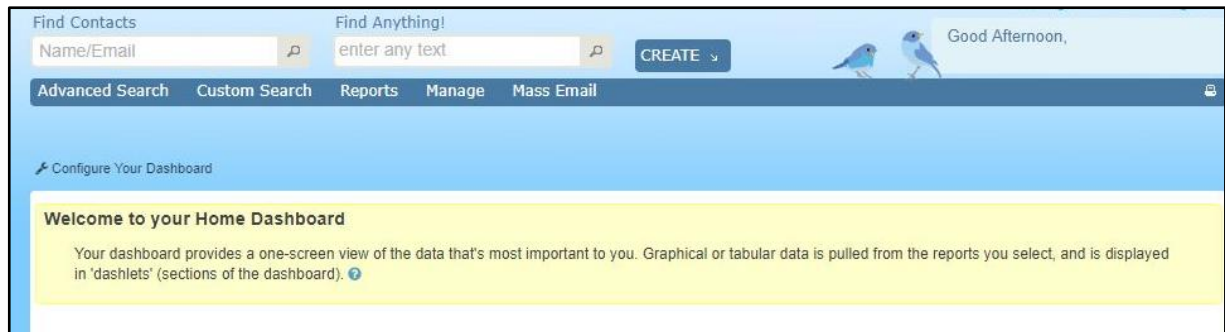 Find Contacts
Find Anything!
Name/Email
enter any text
CREATE
Good Afternoon,
Advanced Search Custom Search Reports Manage Mass Email
Configure Your Dashboard
Welcome to your Home Dashboard
Your dashboard provides a one-screen view of the data that's most important to you. Graphical or tabular data is pulled from the reports you select, and is displayed
in 'dashlets' (sections of the dashboard).